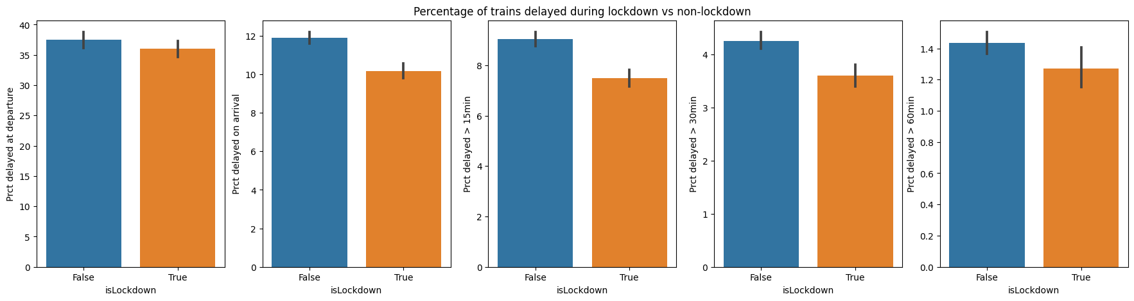 Percentage of trains delayed during lockdown vs non-lockdown
Prct delayed at departure
40
35
30
25
20
15
10
5
0
False
True
isLockdown
Prct delayed on arrival
12
10
8
6
4
2
0
False
True
isLockdown
Prct delayed > 15min
8
6
4
2
0
False
True
isLockdown
Prct delayed > 30min
4
3
2
1
0
False
True
isLockdown
Prct delayed > 60min
1.4
1.2
1.0
0.8
0.6
0.4
0.2
0.0
False
True
isLockdown